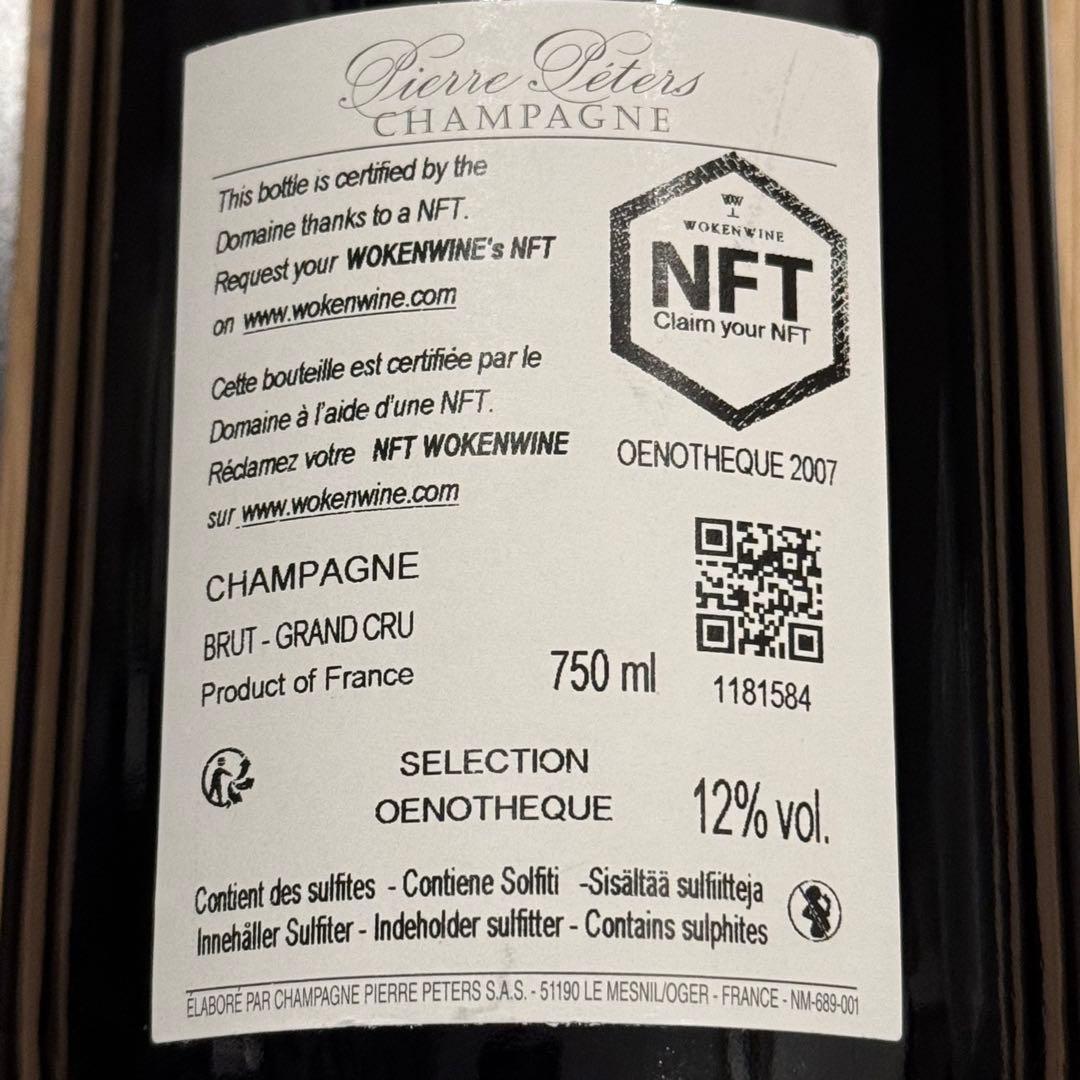 Pierre Péters
CHAMPAGNE
This bottle is certified by the
Domaine thanks to a NFT.
Request your WOKENWINE's NFT
on www.wokenwine.com
Cette bouteille est certifiée par le
Domaine à l'aide d'une NFT.
Réclamez votre NFT WOKENWINE
sur www.wokenwine.com
W
WOKENWINE
NFT
Claim your NFT
OENOTHEQUE 2007
1181584
CHAMPAGNE
BRUT - GRAND CRU
Product of France
750 ml
SELECTION
OENOTHEQUE
12% vol.
Contient des sulfites - Contiene Solfiti -Sisältää sulfiitteja
Innehåller Sulfiter - Indeholder sulfitter - Contains sulphites
ÉLABORÉ PAR CHAMPAGNE PIERRE PETERS S.A.S. - 51190 LE MESNIL/OGER - FRANCE - NM-689-001